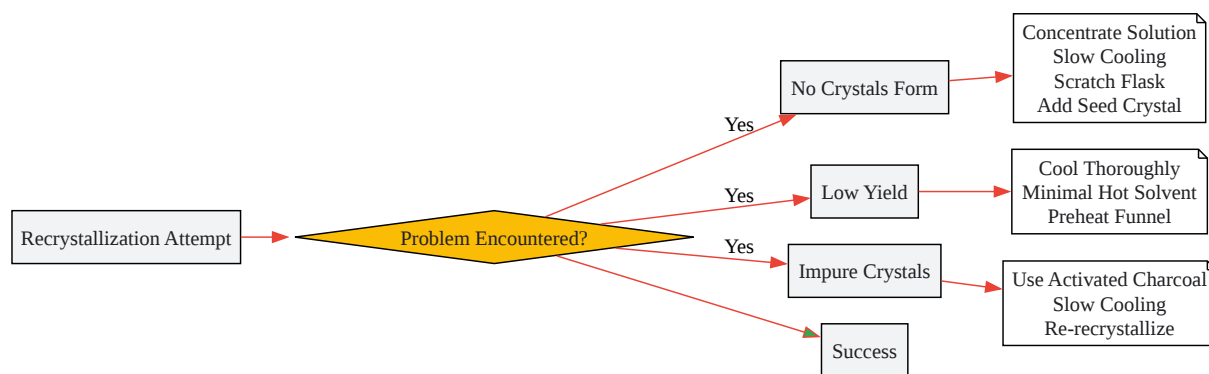 Recrystallization Attempt
Problem Encountered?
Yes
No Crystals Form
Concentrate Solution
Slow Cooling
Scratch Flask
Add Seed Crystal
Yes
Low Yield
Cool Thoroughly
Minimal Hot Solvent
Preheat Funnel
Yes
Impure Crystals
Use Activated Charcoal
Slow Cooling
Re-recrystallize
Success